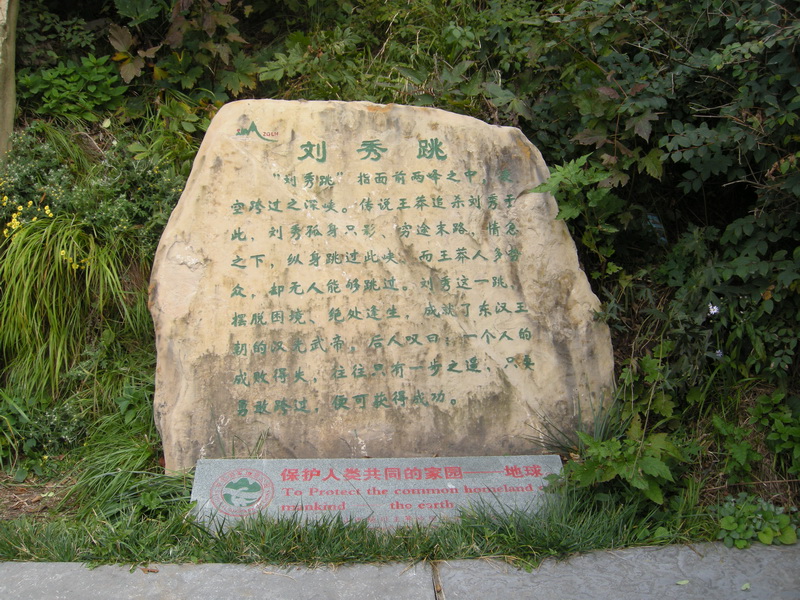 刘秀跳
"刘秀跳"指面前两峰之中,
空跨过之深峡。传说王莽追杀刘秀至
此,刘秀孤身只影、穷途末路,情急
之下,纵身跳过此峡,而王莽人多势
众,却无人能够跳过。刘秀这一跳,
摆脱困境、绝处逢生,成就了东汉王
朝的汉光武帝,后人叹曰:一个人的
成败得失,往往只有一步之遥,只要
勇敢跨过,便可获得成功。
保护人类共同的家园——地球
To Protect the common homeland
mankind the earth